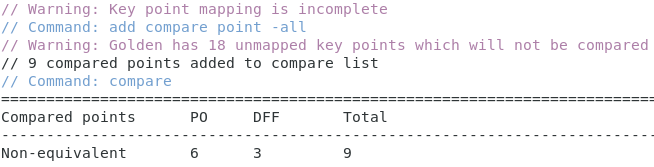 // Warning: Key point mapping is incomplete
// Command: add compare point -all
// Warning: Golden has 18 unmapped key points which will not be compared
// 9 compared points added to compare list
// Command: compare
================================================================================
Compared points      PO     DFF       Total
--------------------------------------------------------------------------------
Non-equivalent       6      3         9